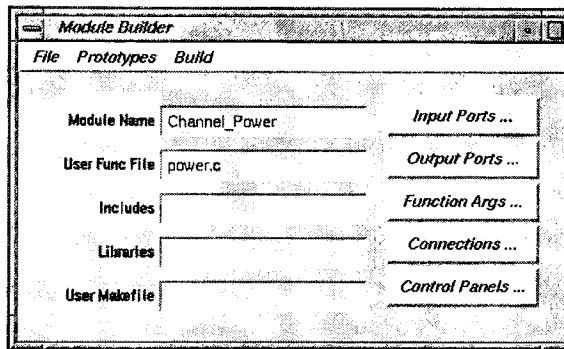 Module Builder
File Prototypes Build
Module Name Channel_Power Input Ports ...
User Func File power.c Output Ports ...
Includes Function Args ...
Libraries Connections ...
User Makefile Control Panels ...